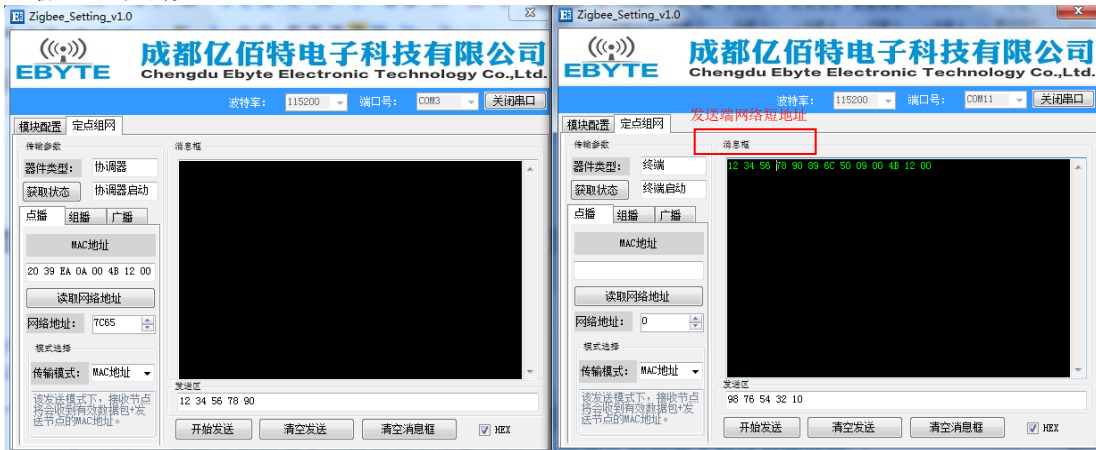 Zigbee_Setting_v1.0
EBYTE
成都亿佰特电子科技有限公司
Chengdu Ebyte Electronic Technology Co.,Ltd.
波特率: 115200 端口号: COM3 关闭串口
模块配置 定点组网
传输参数
器件类型: 协调器
获取状态 协调器启动
点播 组播 广播
MAC地址
20 39 EA 0A 00 4B 12 00
读取网络地址
网络地址: 7C65
模式选择
传输模式: MAC地址
该发送模式下，接收节点
将会收到有效数据包+发
送节点的MAC地址。
消息框
发送区
12 34 56 78 90
开始发送 清空发送 清空消息框 HEX
Zigbee_Setting_v1.0
EBYTE
成都亿佰特电子科技有限公司
Chengdu Ebyte Electronic Technology Co.,Ltd.
波特率: 115200 端口号: COM11 关闭串口
发送端网络短地址
模块配置 定点组网
传输参数
器件类型: 终端
获取状态 终端启动
点播 组播 广播
MAC地址
读取网络地址
网络地址: 0
模式选择
传输模式: MAC地址
该发送模式下，接收节点
将会收到有效数据包+发
送节点的MAC地址。
消息框
12 34 56 78 90 89 6C 50 09 00 4B 12 00
发送区
98 76 54 32 10
开始发送 清空发送 清空消息框 HEX